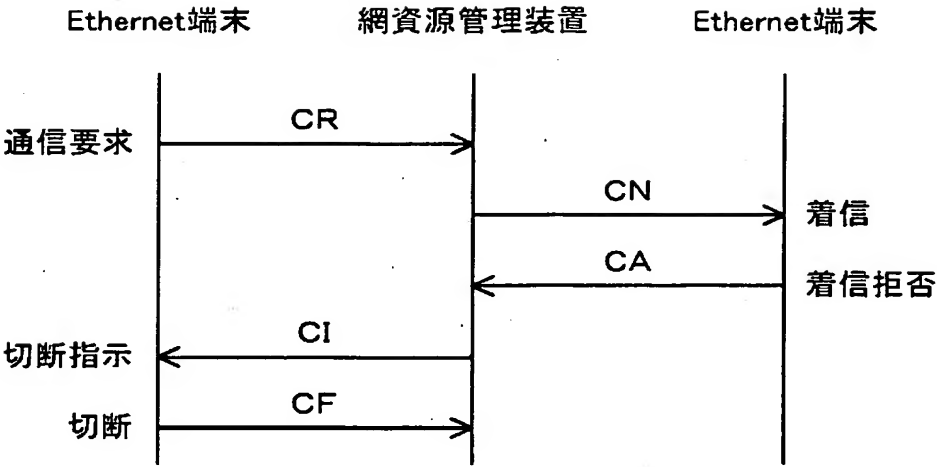 Ethernet端末 網資源管理装置 Ethernet端末
通信要求 CR
CN 着信
CA 着信拒否
切断指示 CI
切断 CF